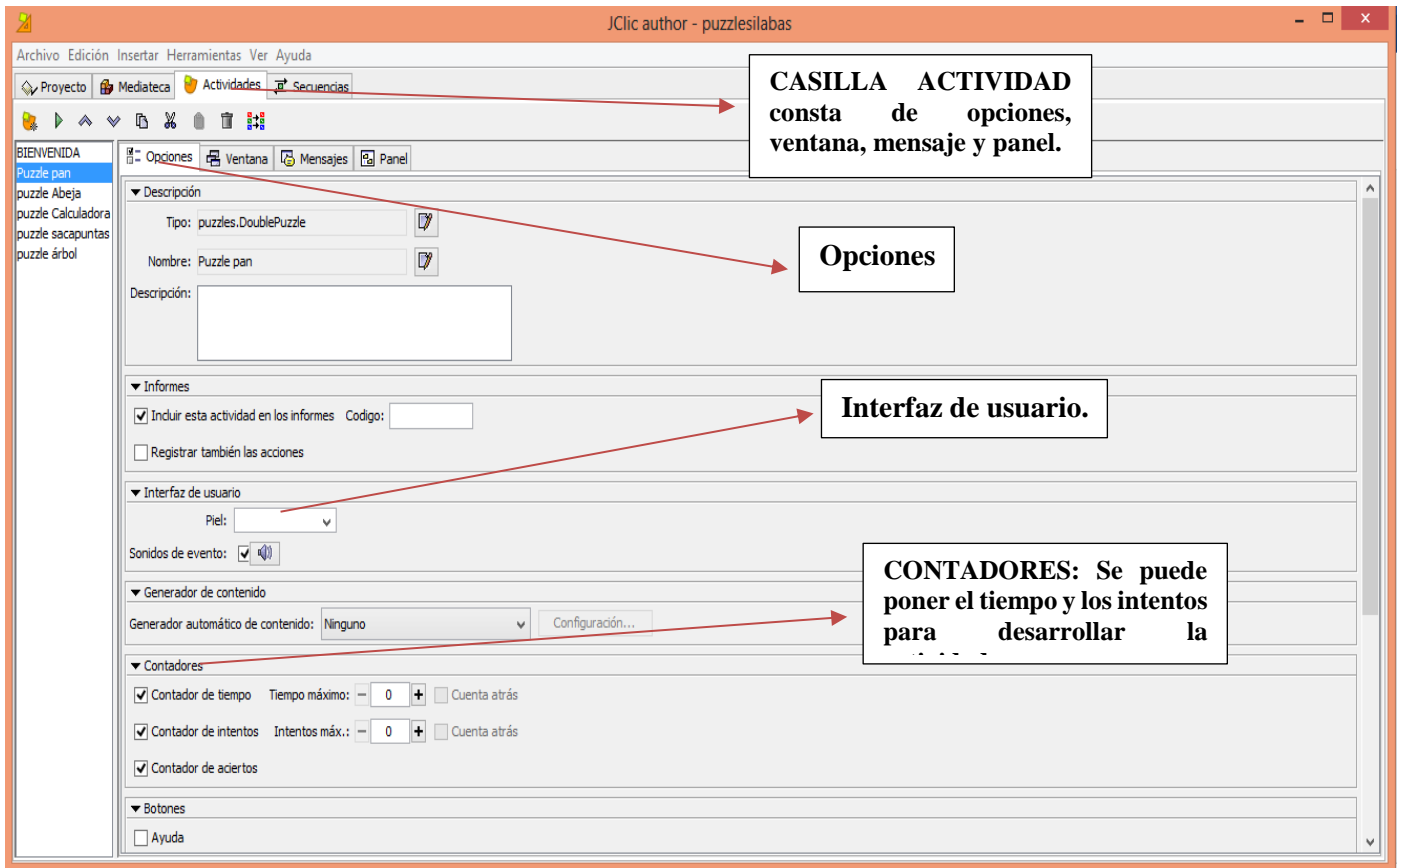 JClic author - puzzlesilabas
Archivo Edición Insertar Herramientas Ver Ayuda
Proyecto Mediateca Actividades Secuencias
CASILLA ACTIVIDAD
consta de opciones,
ventana, mensaje y panel.
BIENVENIDA
Puzzle pan
puzzle Abeja
puzzle Calculadora
puzzle sacapuntas
puzzle árbol
Opciones Ventana Mensajes Panel
Descripción
Tipo: puzzles.DoublePuzzle
Nombre: Puzzle pan
Descripción:
Opciones
Informes
Incluir esta actividad en los informes Codigo:
Registrar también las acciones
Interfaz de usuario.
Interfaz de usuario
Piel:
Sonidos de evento:
Generador de contenido
Generador automático de contenido: Ninguno Configuración...
CONTADORES: Se puede
poner el tiempo y los intentos
para desarrollar la
Contadores
Contador de tiempo Tiempo máximo: 0 Cuenta atrás
Contador de intentos Intentos máx.: 0 Cuenta atrás
Contador de aciertos
Botones
Ayuda